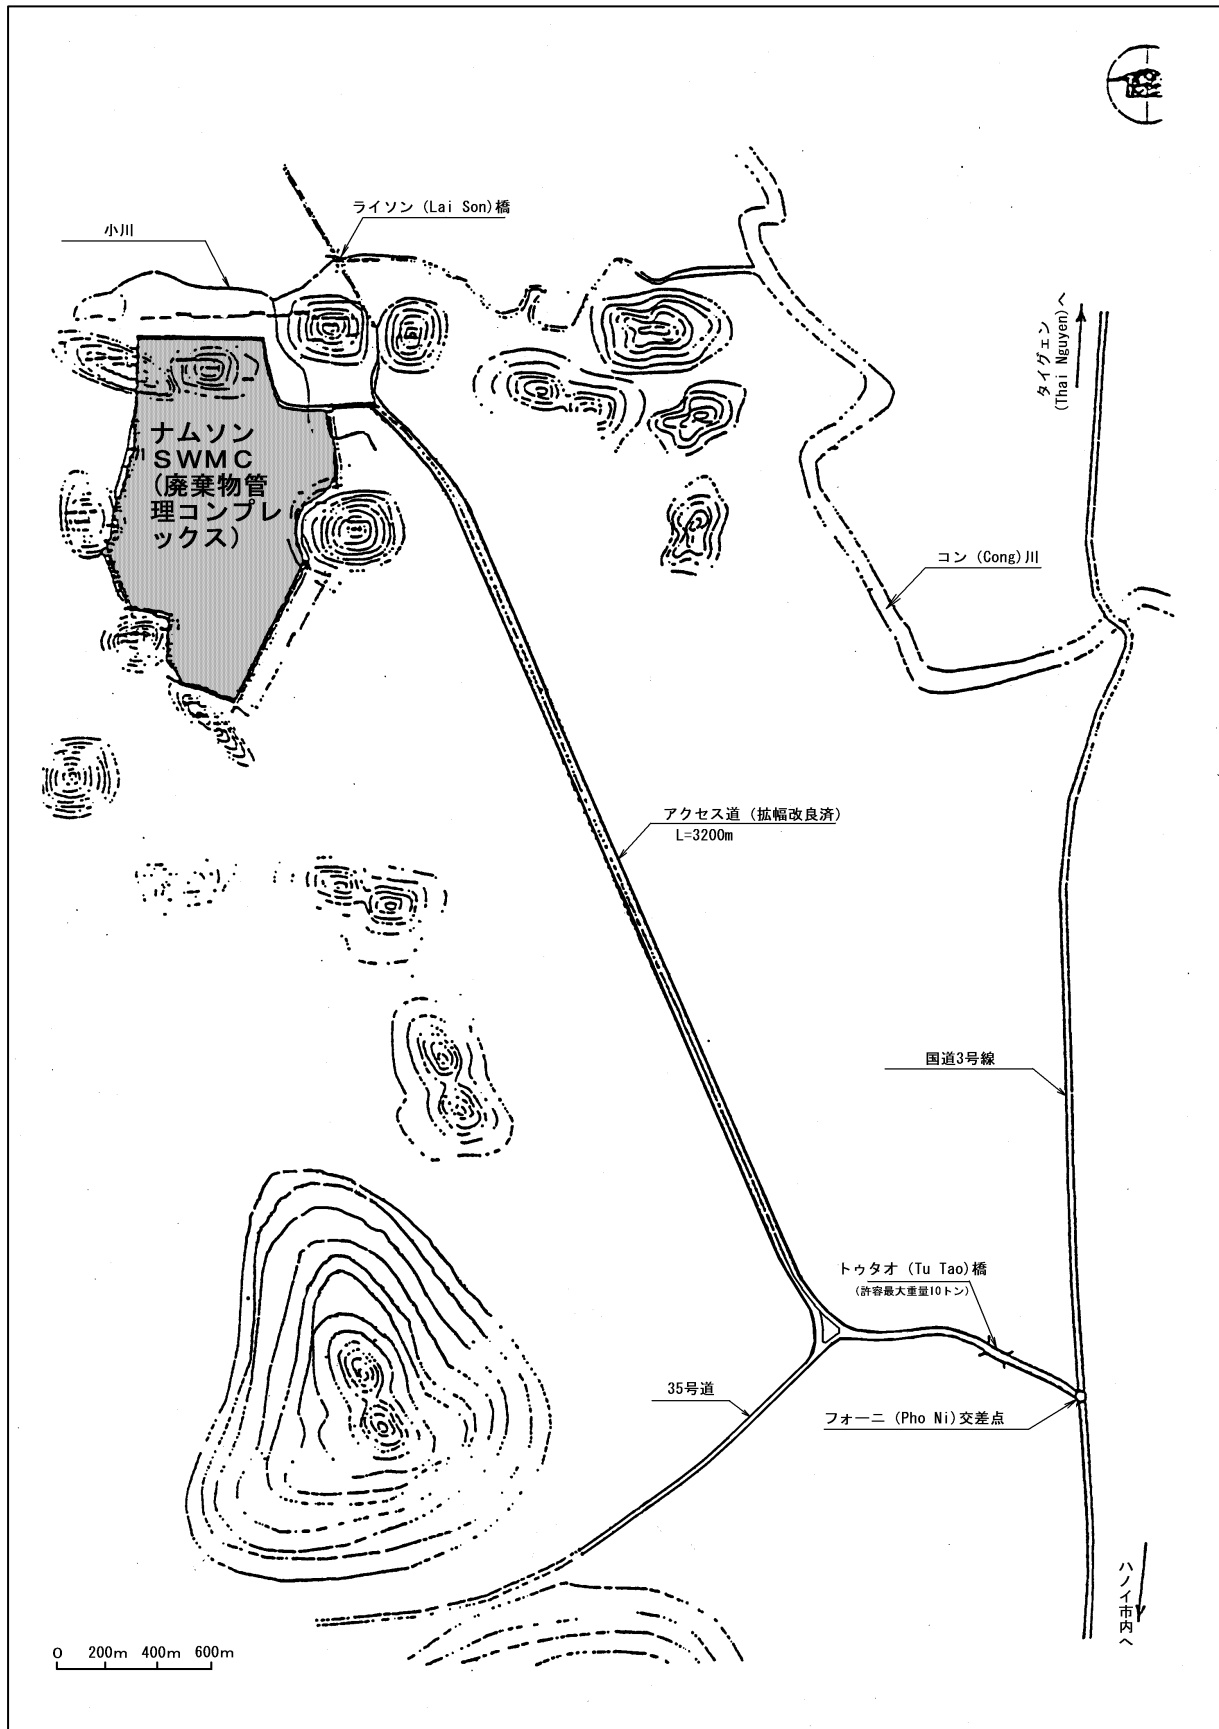 ライソン (Lai Son)橋
小川
タイグェン
(Thai Nguyen)へ
ナムソン
SWMC
(廃棄物管
理コンプレ
ックス)
コン (Cong)川
アクセス道 (拡幅改良済)
L=3200m
国道3号線
トゥタオ (Tu Tao)橋
(許容最大重量10トン)
35号道
フォーニ (Pho Ni)交差点
ハノイ市内へ
0 200m 400m 600m